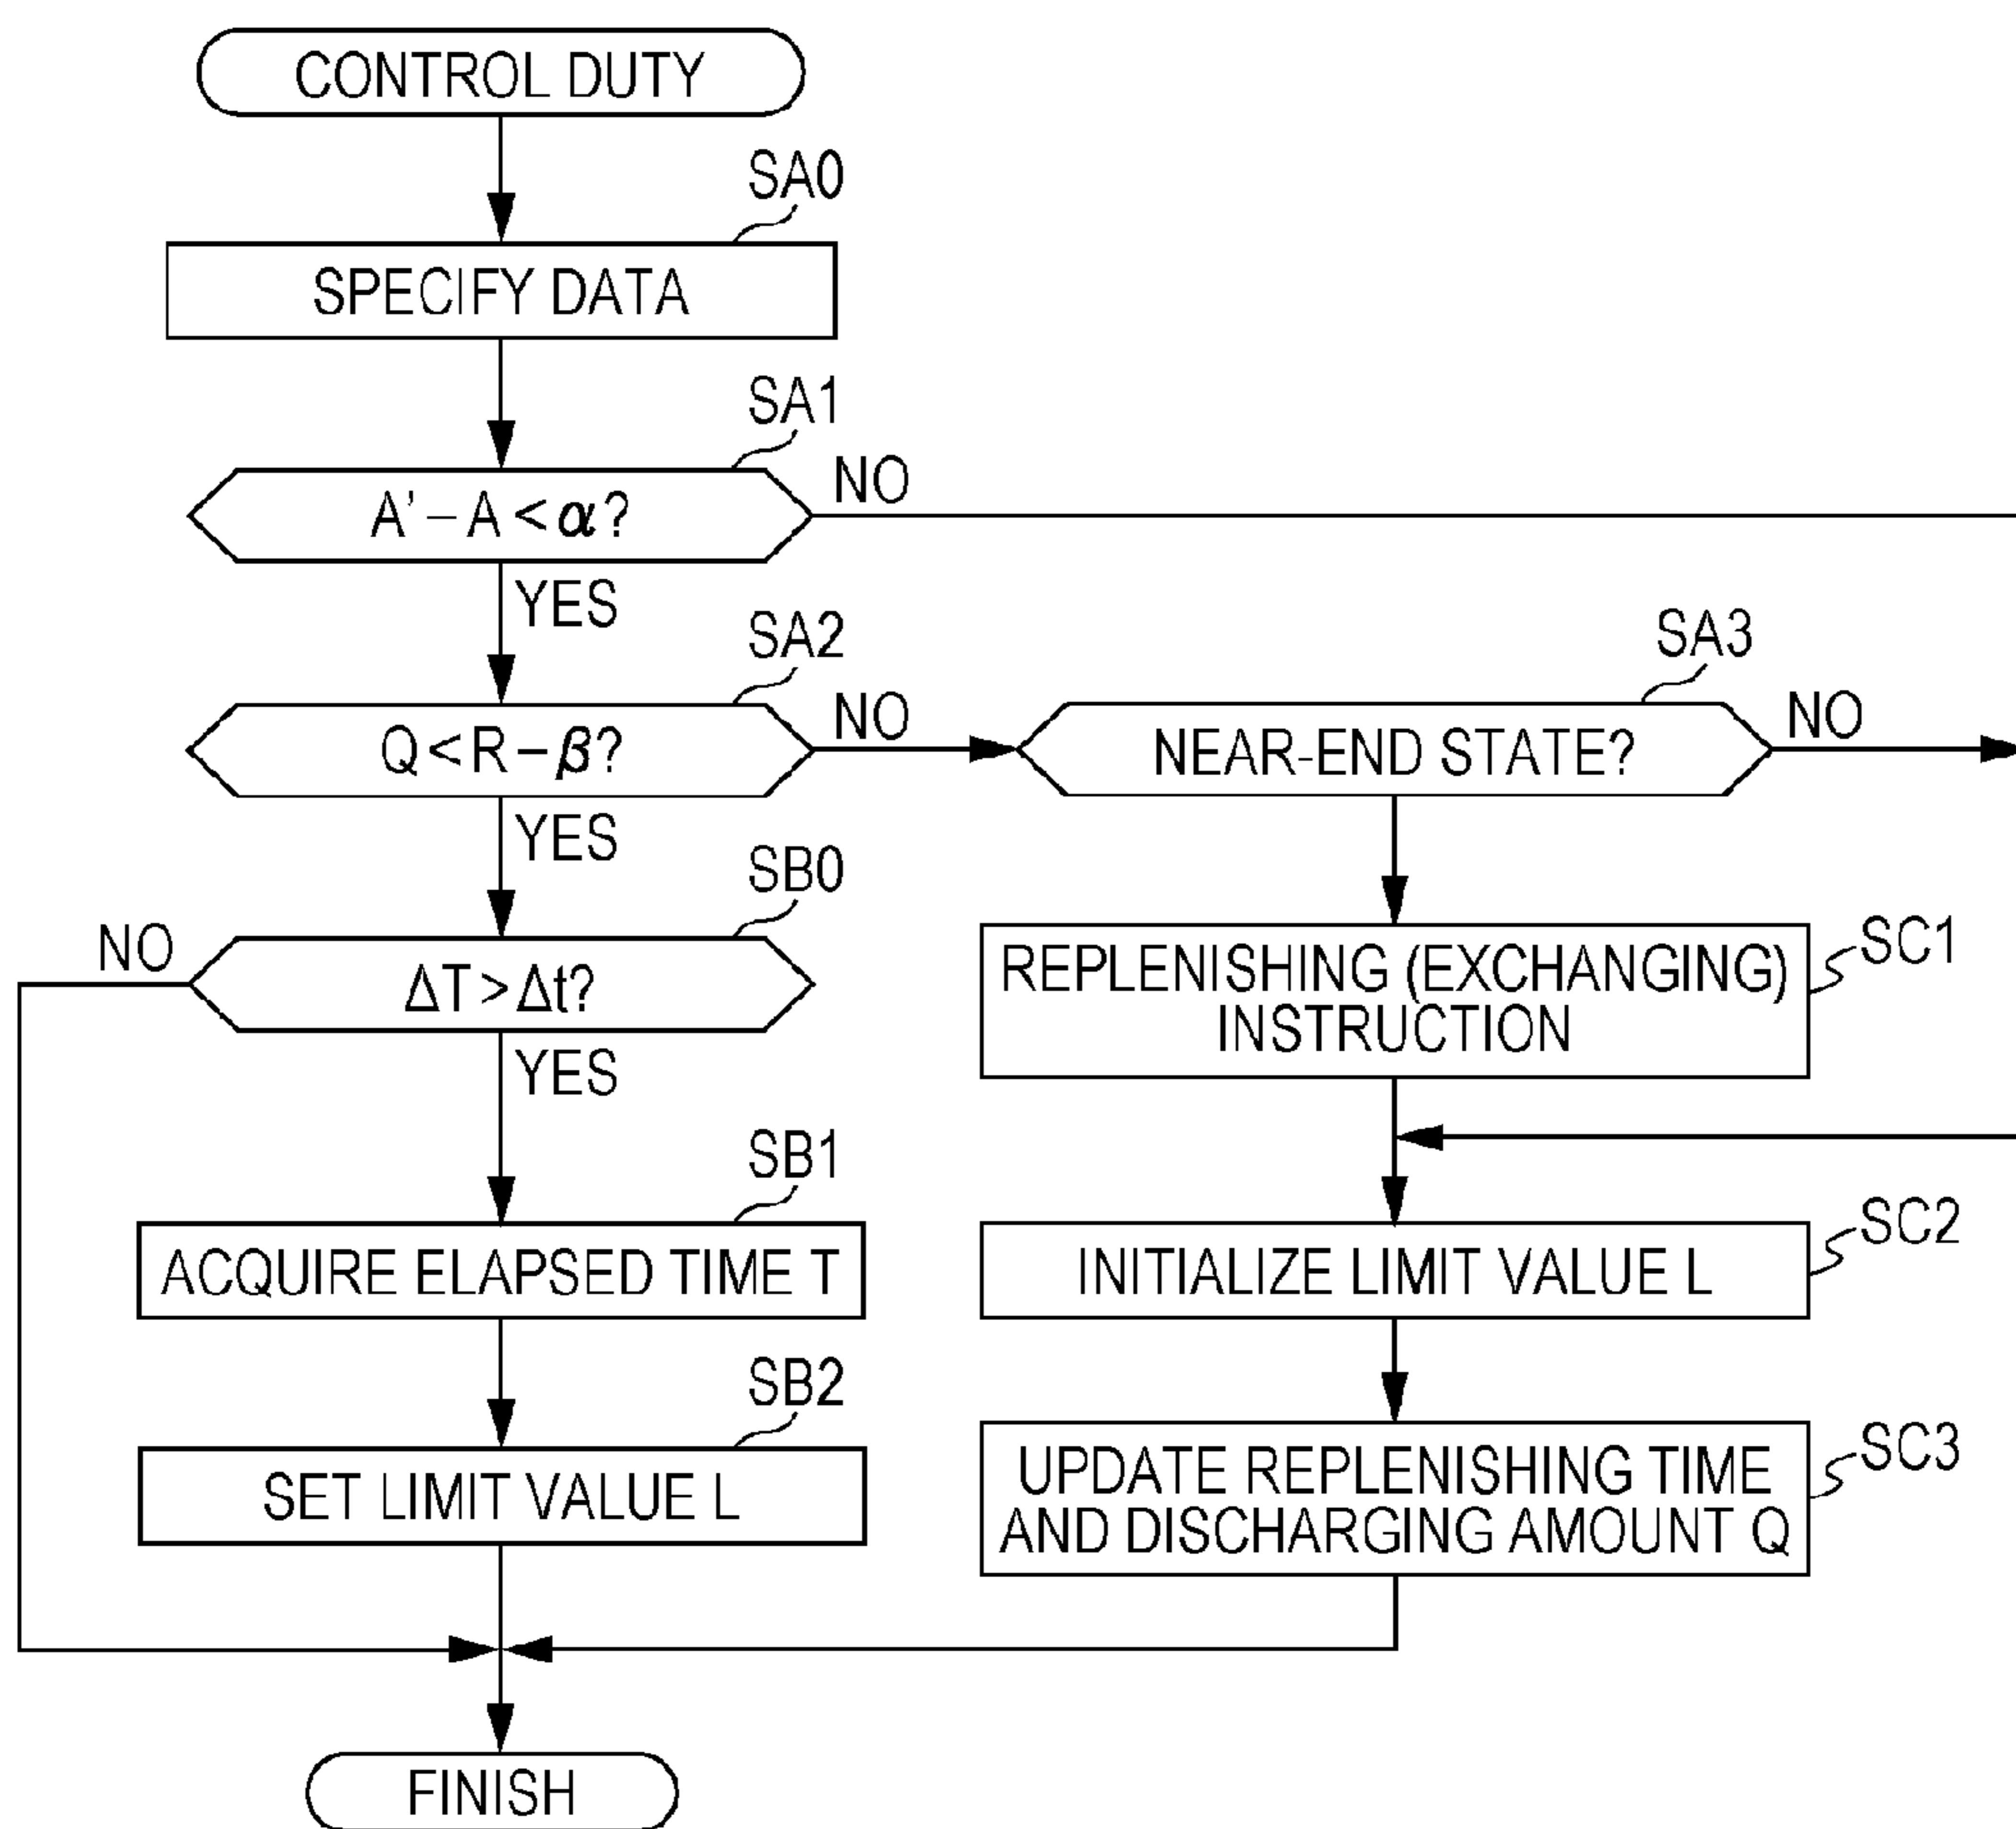 CONTROL DUTY
SA0
SPECIFY DATA
SA1
A' – A < α?
NO
YES
SA2
Q < R – β?
NO
SA3
NEAR-END STATE?
NO
YES
SB0
ΔT > Δt?
NO
YES
SC1
REPLENISHING (EXCHANGING)
INSTRUCTION
SB1
ACQUIRE ELAPSED TIME T
SC2
INITIALIZE LIMIT VALUE L
SB2
SET LIMIT VALUE L
SC3
UPDATE REPLENISHING TIME
AND DISCHARGING AMOUNT Q
FINISH